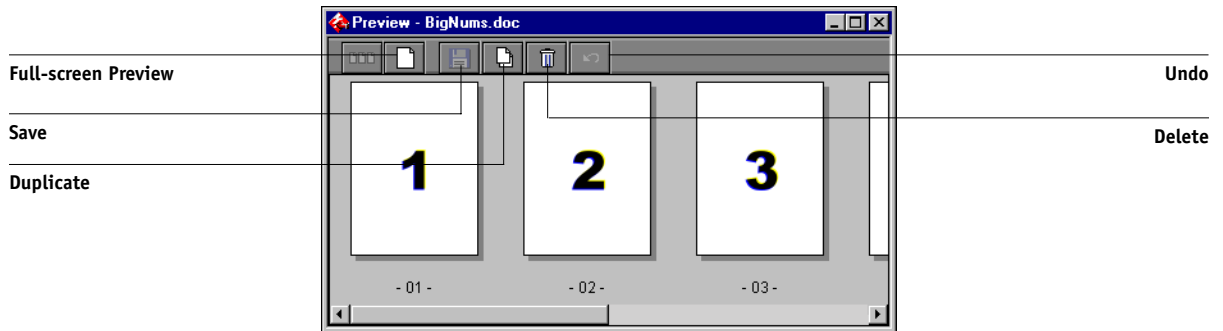 Preview - BigNums.doc
Full-screen Preview
Undo
Save
Delete
Duplicate
1 2 3
- 01 - - 02 - - 03 -